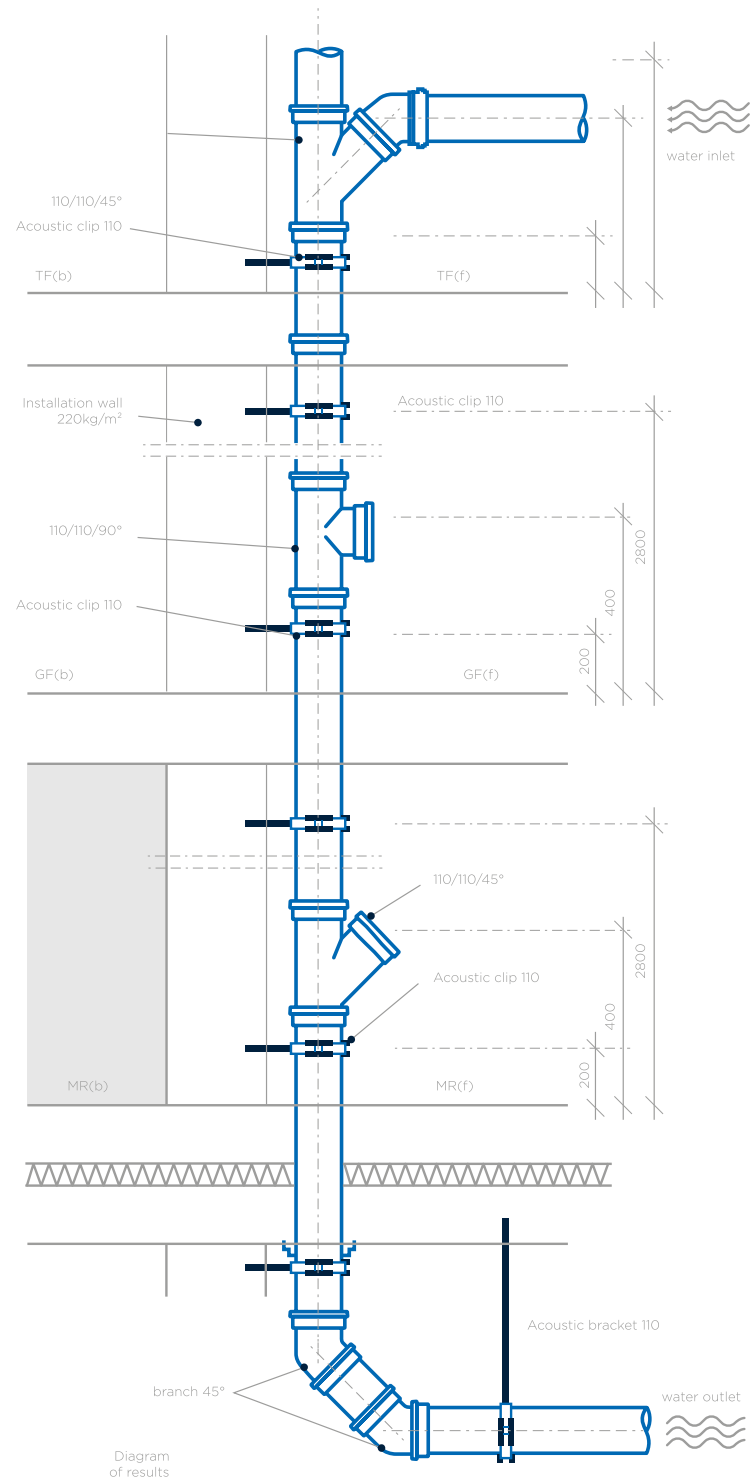 water inlet
110/110/45°
Acoustic clip 110
TF(b)
TF(f)
Installation wall
220kg/m²
Acoustic clip 110
110/110/90°
2800
400
200
Acoustic clip 110
GF(b)
GF(f)
110/110/45°
Acoustic clip 110
2800
400
200
MR(b)
MR(f)
Acoustic bracket 110
branch 45°
water outlet
Diagram
of results